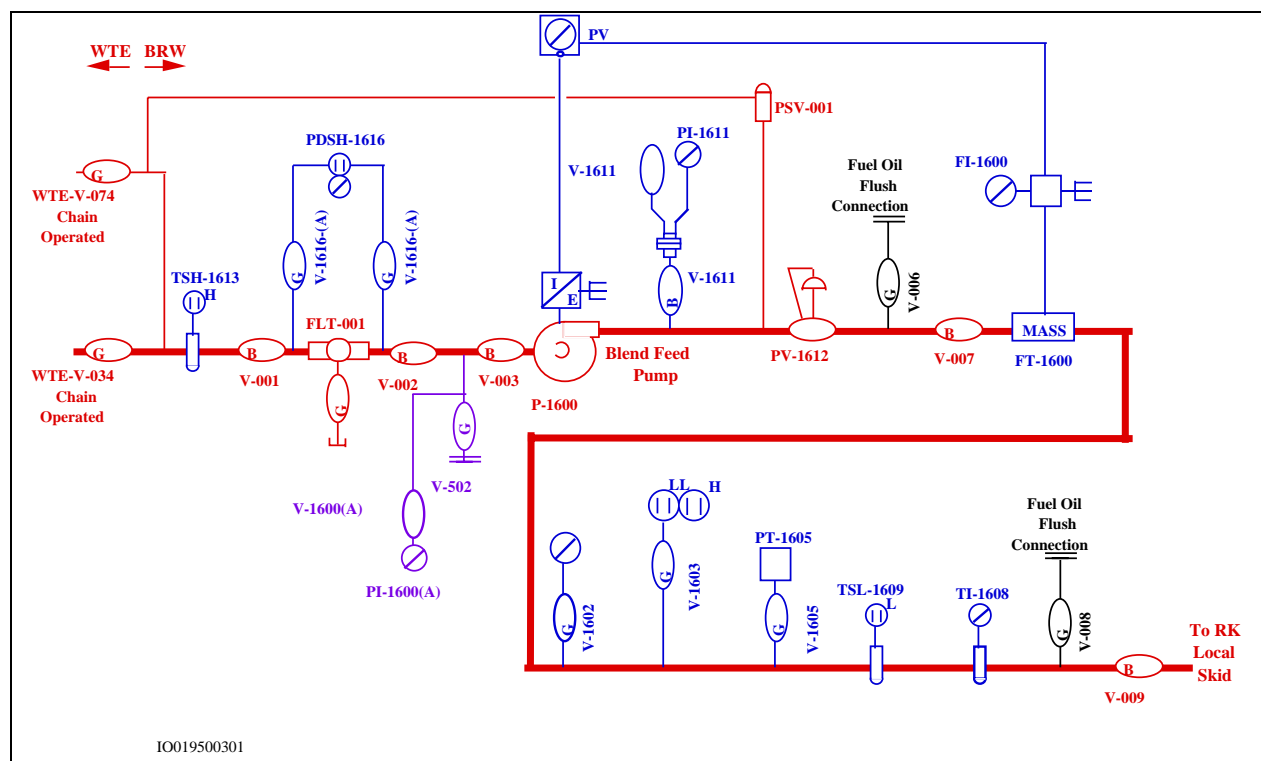 PV
WTE BRW
PSV-001
PDSH-1616
PI-1611
V-1611
Fuel Oil
Flush
Connection
FI-1600
G
WTE-V-074
Chain
Operated
V-1616-(A)
V-1616-(A)
G
G
TSH-1613
H
I
E
V-1611
B
G
V-006
FLT-001
G
B
V-001
B
V-002
B
V-003
Blend Feed
Pump
PV-1612
B
V-007
MASS
FT-1600
WTE-V-034
Chain
Operated
G
P-1600
G
V-502
V-1600(A)
PI-1600(A)
LL
H
PT-1605
Fuel Oil
Flush
Connection
G
V-1603
TSL-1609
L
TI-1608
G
V-1602
G
V-1605
G
V-008
To RK
Local
Skid
B
V-009
IO019500301